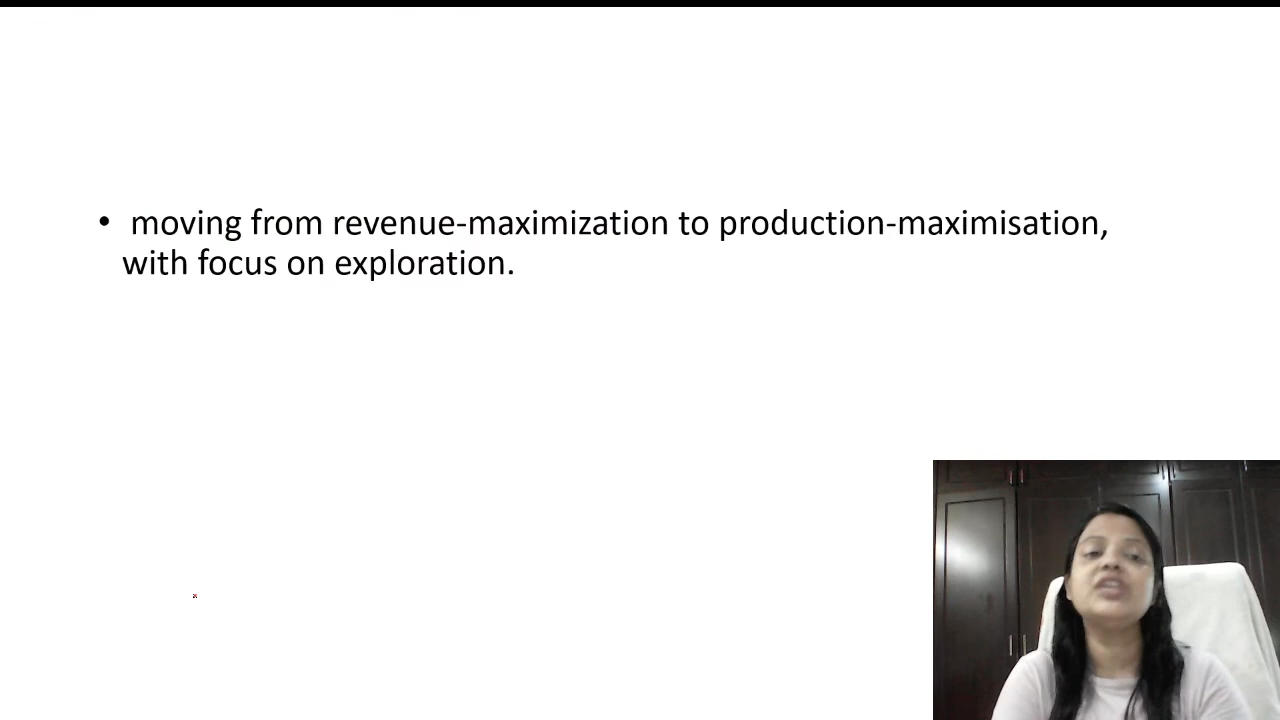 • moving from revenue-maximization to production-maximisation,
with focus on exploration.